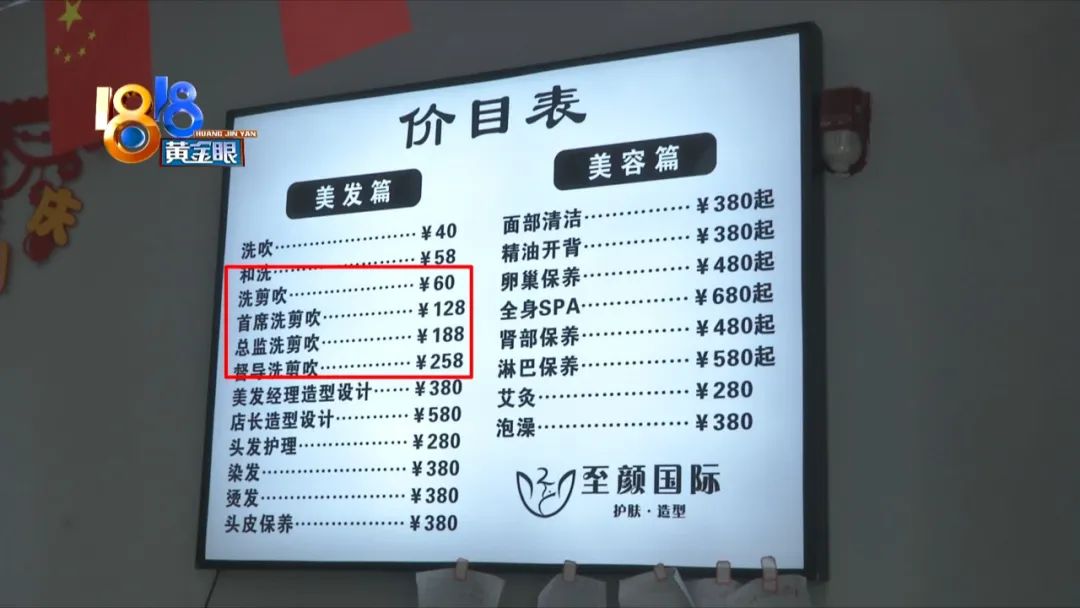 1818
HUANG JIN YAN
黄金眼
价目表
美发篇
洗吹 ¥40
和洗 ¥58
洗剪吹 ¥60
首席洗剪吹 ¥128
总监洗剪吹 ¥188
督导洗剪吹 ¥258
美发经理造型设计 ¥380
店长造型设计 ¥580
头发护理 ¥280
染发 ¥380
烫发 ¥380
头皮保养 ¥380
美容篇
面部清洁 ¥380起
精油开背 ¥380起
卵巢保养 ¥480起
全身SPA ¥680起
肾部保养 ¥480起
淋巴保养 ¥580起
艾灸 ¥280
泡澡 ¥380
至颜国际
护肤·造型